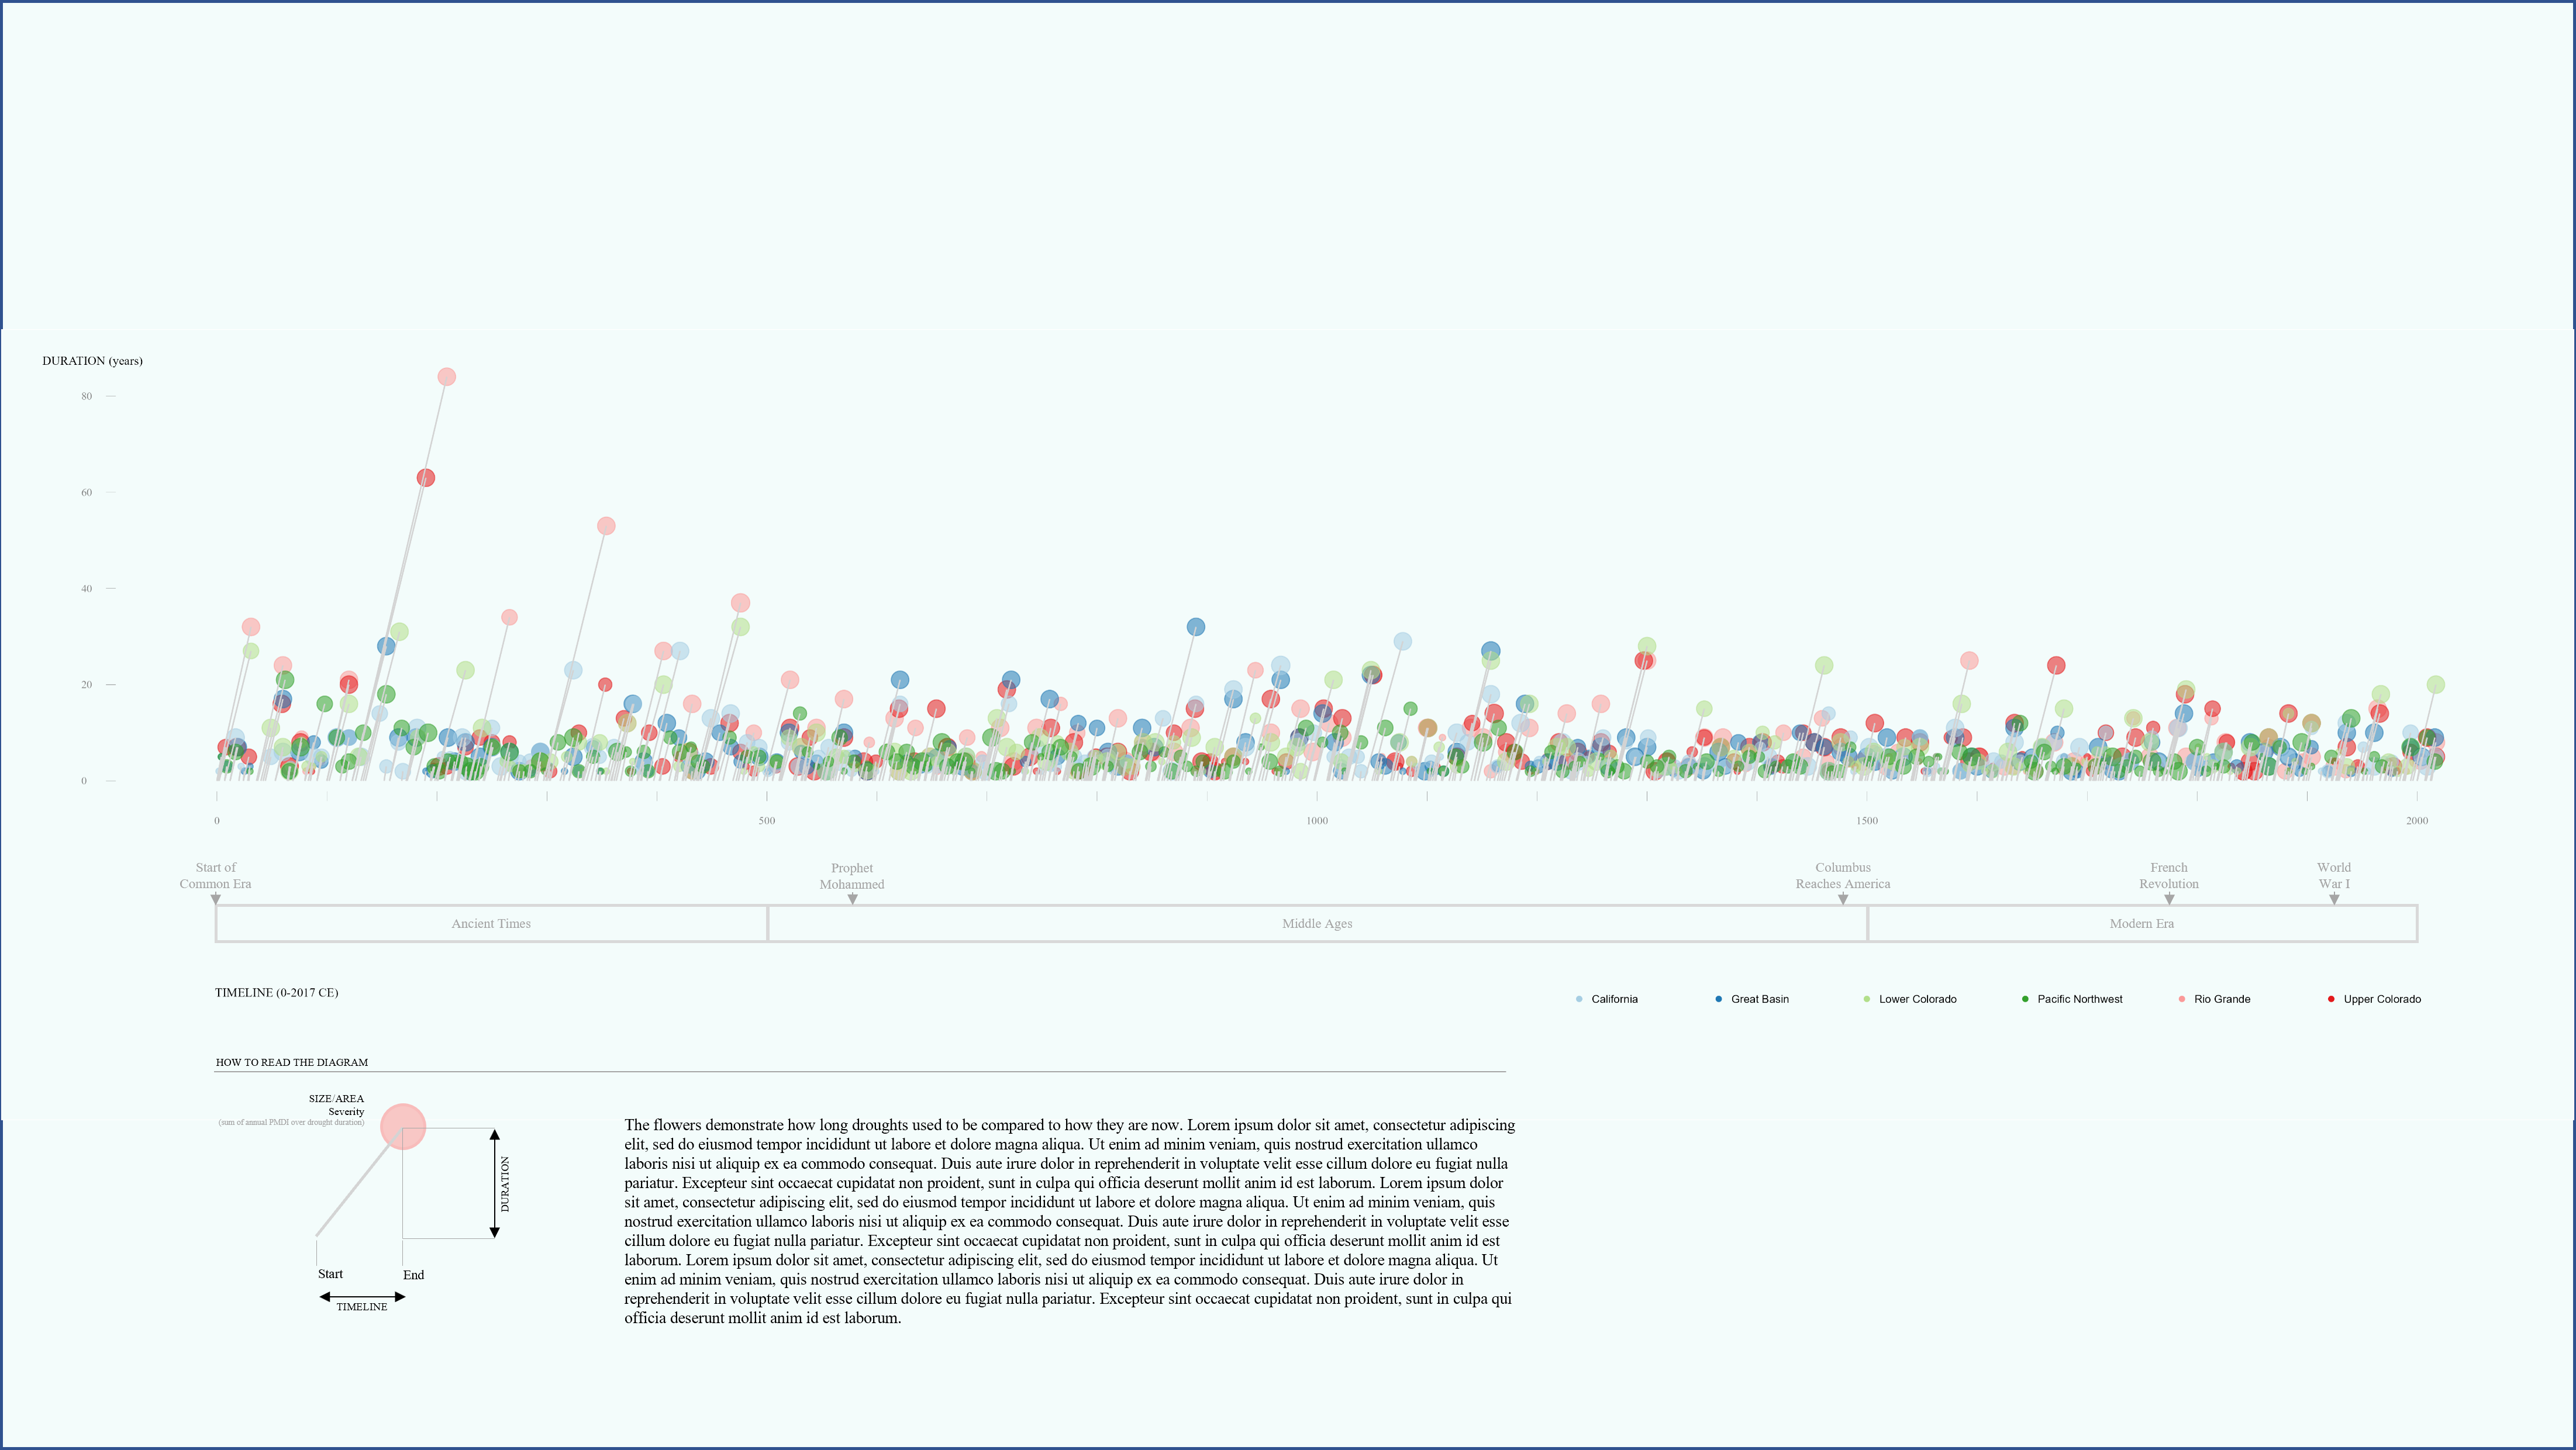 DURATION (years)
80
60
40
20
0
0 500 1000 1500 2000
Start of
Common Era
Prophet
Mohammed
Columbus
Reaches America
French
Revolution
World
War I
Ancient Times Middle Ages Modern Era
TIMELINE (0-2017 CE)
California Great Basin Lower Colorado Pacific Northwest Rio Grande Upper Colorado
HOW TO READ THE DIAGRAM
SIZE/AREA
Severity
(sum of annual PMDI over drought duration)
DURATION
Start End
TIMELINE
The flowers demonstrate how long droughts used to be compared to how they are now. Lorem ipsum dolor sit amet, consectetur adipiscing
elit, sed do eiusmod tempor incididunt ut labore et dolore magna aliqua. Ut enim ad minim veniam, quis nostrud exercitation ullamco
laboris nisi ut aliquip ex ea commodo consequat. Duis aute irure dolor in reprehenderit in voluptate velit esse cillum dolore eu fugiat nulla
pariatur. Excepteur sint occaecat cupidatat non proident, sunt in culpa qui officia deserunt mollit anim id est laborum. Lorem ipsum dolor
sit amet, consectetur adipiscing elit, sed do eiusmod tempor incididunt ut labore et dolore magna aliqua. Ut enim ad minim veniam, quis
nostrud exercitation ullamco laboris nisi ut aliquip ex ea commodo consequat. Duis aute irure dolor in reprehenderit in voluptate velit esse
cillum dolore eu fugiat nulla pariatur. Excepteur sint occaecat cupidatat non proident, sunt in culpa qui officia deserunt mollit anim id est
laborum. Lorem ipsum dolor sit amet, consectetur adipiscing elit, sed do eiusmod tempor incididunt ut labore et dolore magna aliqua. Ut
enim ad minim veniam, quis nostrud exercitation ullamco laboris nisi ut aliquip ex ea commodo consequat. Duis aute irure dolor in
reprehenderit in voluptate velit esse cillum dolore eu fugiat nulla pariatur. Excepteur sint occaecat cupidatat non proident, sunt in culpa qui
officia deserunt mollit anim id est laborum.